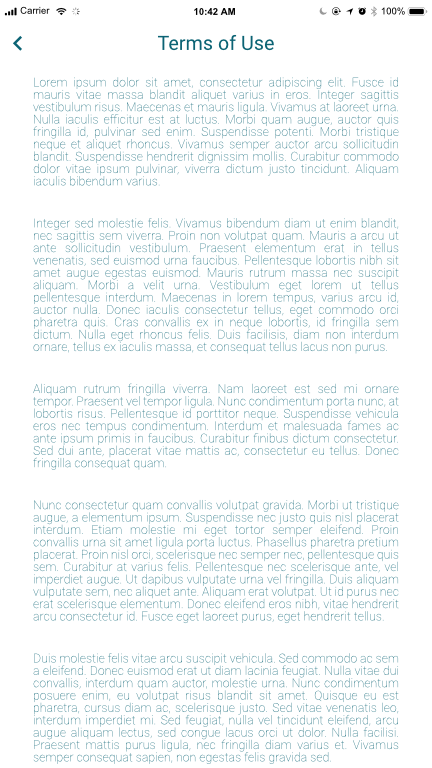 Carrier 10:42 AM 100%
Terms of Use
Lorem ipsum dolor sit amet, consectetur adipiscing elit. Fusce id
mauris vitae massa blandit aliquet varius in eros. Integer sagittis
vestibulum risus. Maecenas et mauris ligula. Vivamus at laoreet urna.
Nulla iaculis efficitur est at luctus. Morbi quam augue, auctor quis
fringilla id, pulvinar sed enim. Suspendisse potenti. Morbi tristique
neque et aliquet rhoncus. Vivamus semper auctor arcu sollicitudin
blandit. Suspendisse hendrerit dignissim mollis. Curabitur commodo
dolor vitae ipsum pulvinar, viverra dictum justo tincidunt. Aliquam
iaculis bibendum varius.
Integer sed molestie felis. Vivamus bibendum diam ut enim blandit,
nec sagittis sem viverra. Proin non volutpat quam. Mauris a arcu ut
ante sollicitudin vestibulum. Praesent elementum erat in tellus
venenatis, sed euismod urna faucibus. Pellentesque lobortis nibh sit
amet augue egestas euismod. Mauris rutrum massa nec suscipit
aliquam. Morbi a velit urna. Vestibulum eget lorem ut tellus
pellentesque interdum. Maecenas in lorem tempus, varius arcu id,
auctor nulla. Donec iaculis consectetur tellus, eget commodo orci
pharetra quis. Cras convallis ex in neque lobortis, id fringilla sem
dictum. Nulla eget rhoncus felis. Duis facilisis, diam non interdum
ornare, tellus ex iaculis massa, et consequat tellus lacus non purus.
Aliquam rutrum fringilla viverra. Nam laoreet est sed mi ornare
tempor. Praesent vel tempor ligula. Nunc condimentum porta nunc, at
lobortis risus. Pellentesque id porttitor neque. Suspendisse vehicula
eros nec tempus condimentum. Interdum et malesuada fames ac
ante ipsum primis in faucibus. Curabitur finibus dictum consectetur.
Sed dui ante, placerat vitae mattis ac, consectetur eu tellus. Donec
fringilla consequat quam.
Nunc consectetur quam convallis volutpat gravida. Morbi ut tristique
augue, a elementum ipsum. Suspendisse nec justo quis nisl placerat
interdum. Etiam molestie mi eget tortor semper eleifend. Proin
convallis urna sit amet ligula porta luctus. Phasellus pharetra pretium
placerat. Proin nisl orci, scelerisque nec semper nec, pellentesque quis
sem. Curabitur at varius felis. Pellentesque nec scelerisque ante, vel
imperdiet augue. Ut dapibus vulputate urna vel fringilla. Duis aliquam
vulputate sem, nec aliquet ante. Aliquam erat volutpat. Ut id purus nec
erat scelerisque elementum. Donec eleifend eros nibh, vitae hendrerit
arcu consectetur id. Fusce eget laoreet purus, eget hendrerit tellus.
Duis molestie felis vitae arcu suscipit vehicula. Sed commodo ac sem
a eleifend. Donec euismod erat ut diam lacinia feugiat. Nulla vitae dui
convallis, interdum quam auctor, molestie urna. Nunc condimentum
posuere enim, eu volutpat risus blandit sit amet. Quisque eu est
pharetra, cursus diam ac, scelerisque justo. Sed vitae venenatis leo,
interdum imperdiet mi. Sed feugiat, nulla vel tincidunt eleifend, arcu
augue aliquam lectus, sed congue lacus orci ut dolor. Nulla facilisi.
Praesent mattis purus ligula, nec fringilla diam varius et. Vivamus
semper consequat sapien, non egestas felis gravida sed.